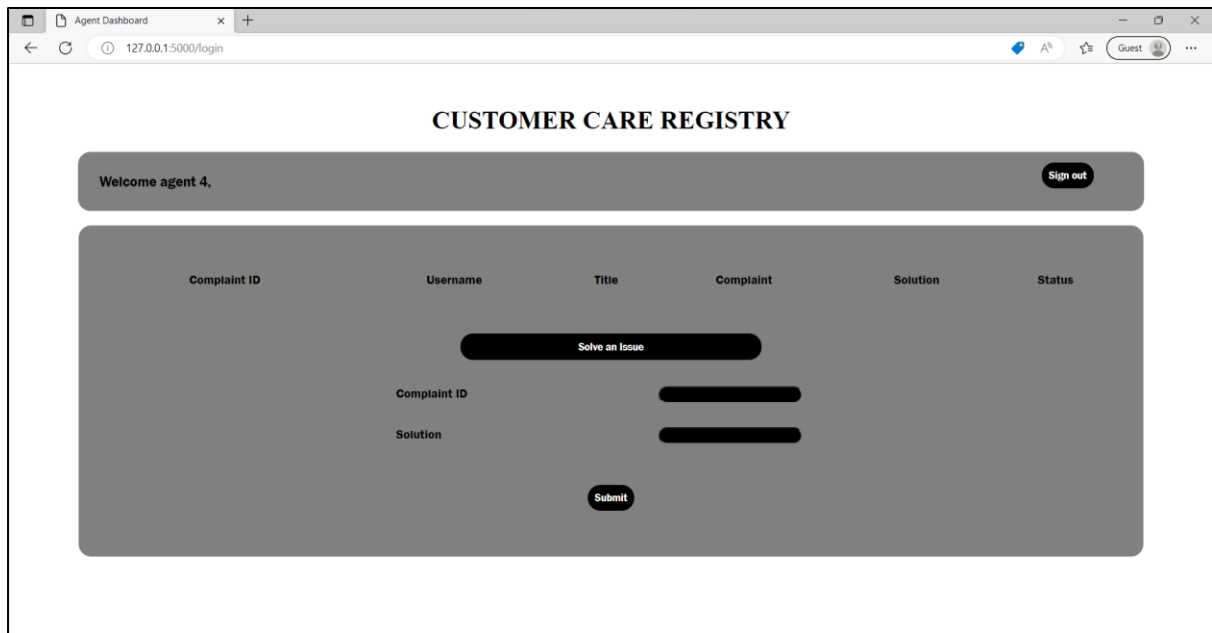 Agent Dashboard
127.0.0.1:5000/login
Guest
CUSTOMER CARE REGISTRY
Welcome agent 4,
Sign out
Complaint ID Username Title Complaint Solution Status
Solve an Issue
Complaint ID
Solution
Submit